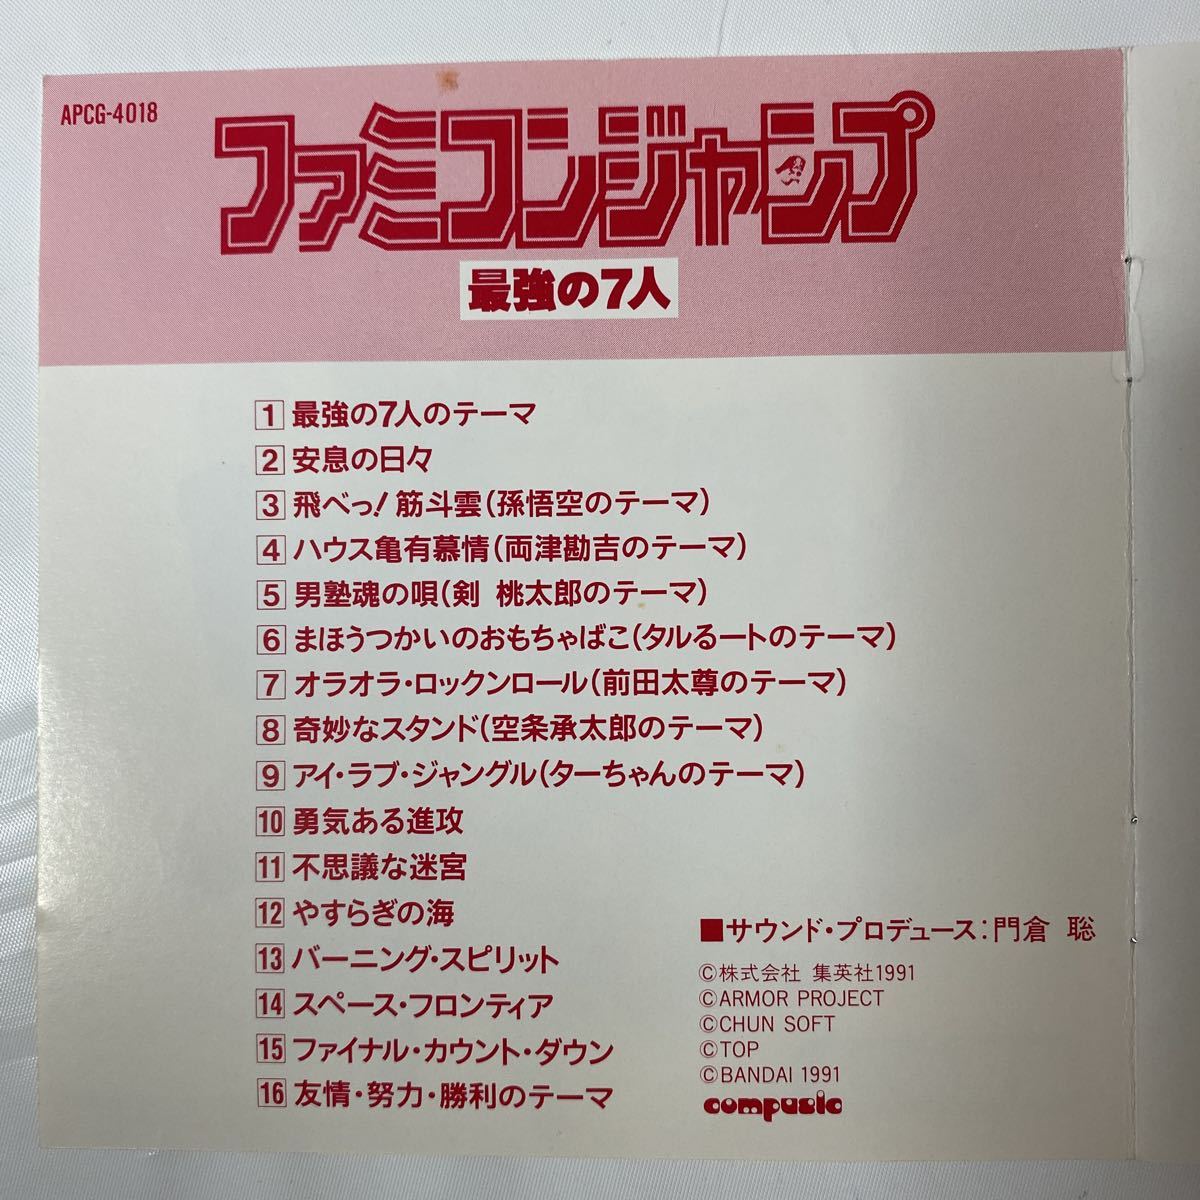 APCG-4018
ファミコンジャンプ
最強の7人
1 最強の7人のテーマ
2 安息の日々
3 飛べっ! 筋斗雲(孫悟空のテーマ)
4 ハウス亀有慕情(両津勘吉のテーマ)
5 男塾魂の唄(剣 桃太郎のテーマ)
6 まほうつかいのおもちゃばこ(タルるートのテーマ)
7 オラオラ・ロックンロール(前田太尊のテーマ)
8 奇妙なスタンド(空条承太郎のテーマ)
9 アイ・ラブ・ジャングル(ターちゃんのテーマ)
10 勇気ある進攻
11 不思議な迷宮
12 やすらぎの海
13 バーニング・スピリット
14 スペース・フロンティア
15 ファイナル・カウント・ダウン
16 友情・努力・勝利のテーマ
■サウンド・プロデュース:門倉 聡
©株式会社 集英社1991
©ARMOR PROJECT
©CHUN SOFT
©TOP
©BANDAI 1991
compusic